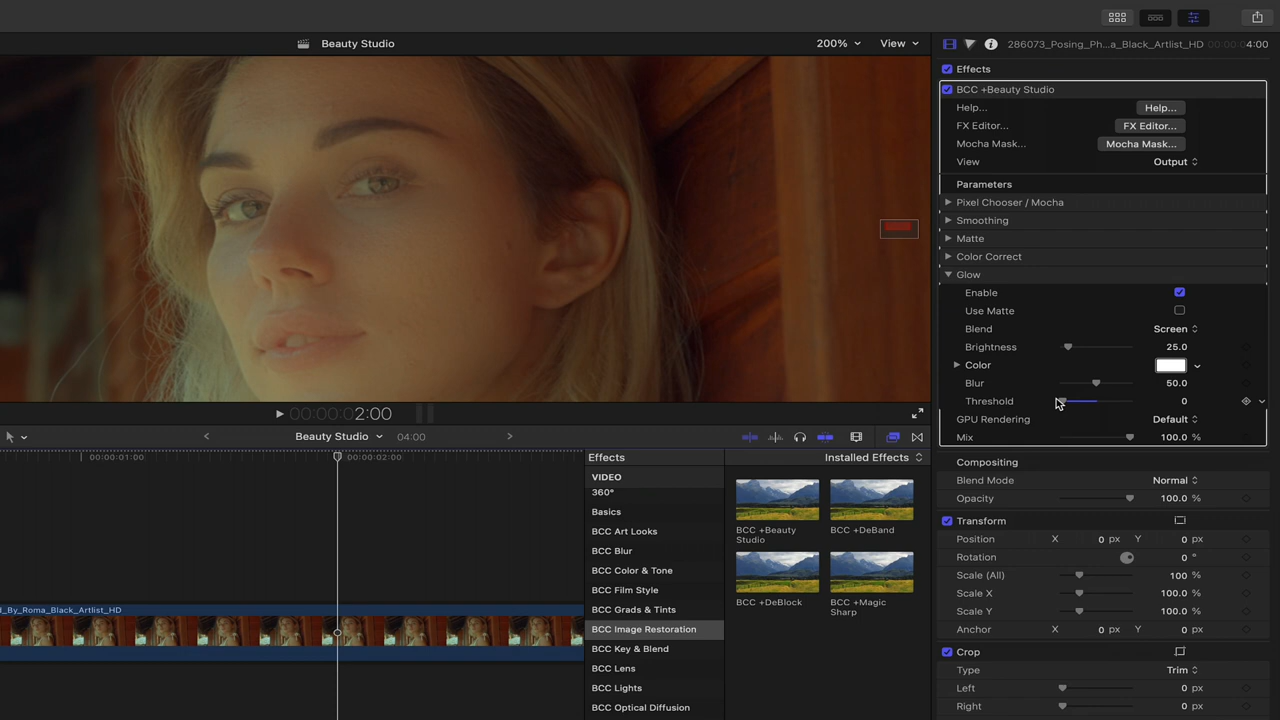 Beauty Studio
200%
View
286073_Posing_Ph...a_Black_Artlist_HD
00:00:04:00
Effects
BCC +Beauty Studio
Help...
Help...
FX Editor...
FX Editor...
Mocha Mask...
Mocha Mask...
View
Output
Parameters
Pixel Chooser / Mocha
Smoothing
Matte
Color Correct
Glow
Enable
Use Matte
Blend
Screen
Brightness
25.0
Color
Blur
50.0
Threshold
0
GPU Rendering
Default
Mix
100.0 %
Compositing
Blend Mode
Normal
Opacity
100.0 %
Transform
Position
X 0 px Y 0 px
Rotation
0 °
Scale (All)
100 %
Scale X
100.0 %
Scale Y
100.0 %
Anchor
X 0 px Y 0 px
Crop
Type
Trim
Left
0 px
Right
0 px
00:00:02:00
Beauty Studio
04:00
00:00:01:00
00:00:02:00
l_By_Roma_Black_Artlist_HD
Effects
Installed Effects
VIDEO
360°
Basics
BCC Art Looks
BCC Blur
BCC Color & Tone
BCC Film Style
BCC Grads & Tints
BCC Image Restoration
BCC Key & Blend
BCC Lens
BCC Lights
BCC Optical Diffusion
BCC +Beauty
Studio
BCC +DeBand
BCC +DeBlock
BCC +Magic
Sharp